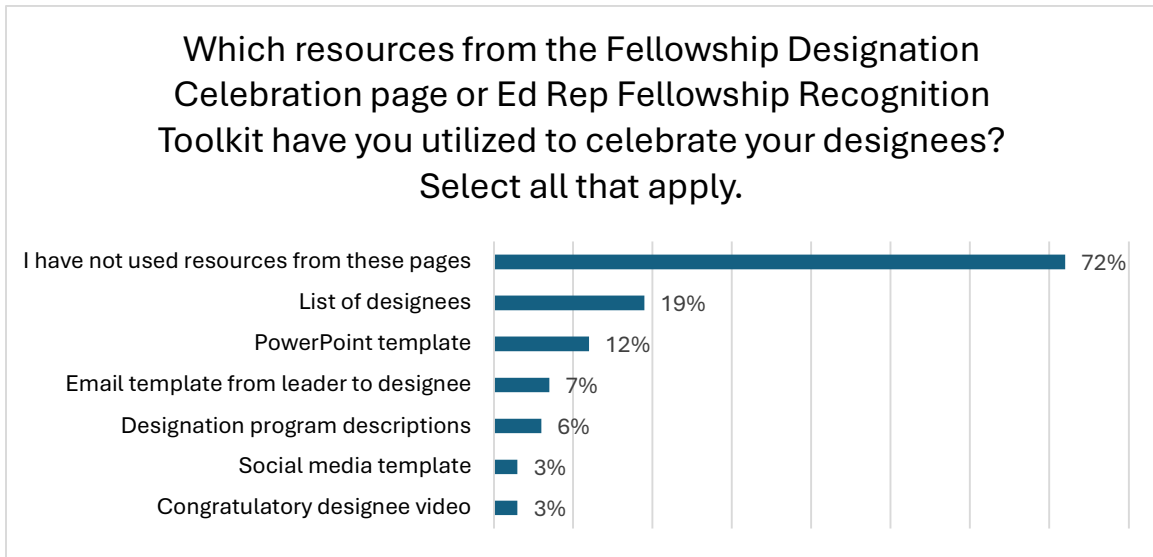 Which resources from the Fellowship Designation
Celebration page or Ed Rep Fellowship Recognition
Toolkit have you utilized to celebrate your designees?
Select all that apply.
I have not used resources from these pages 72%
List of designees 19%
PowerPoint template 12%
Email template from leader to designee 7%
Designation program descriptions 6%
Social media template 3%
Congratulatory designee video 3%